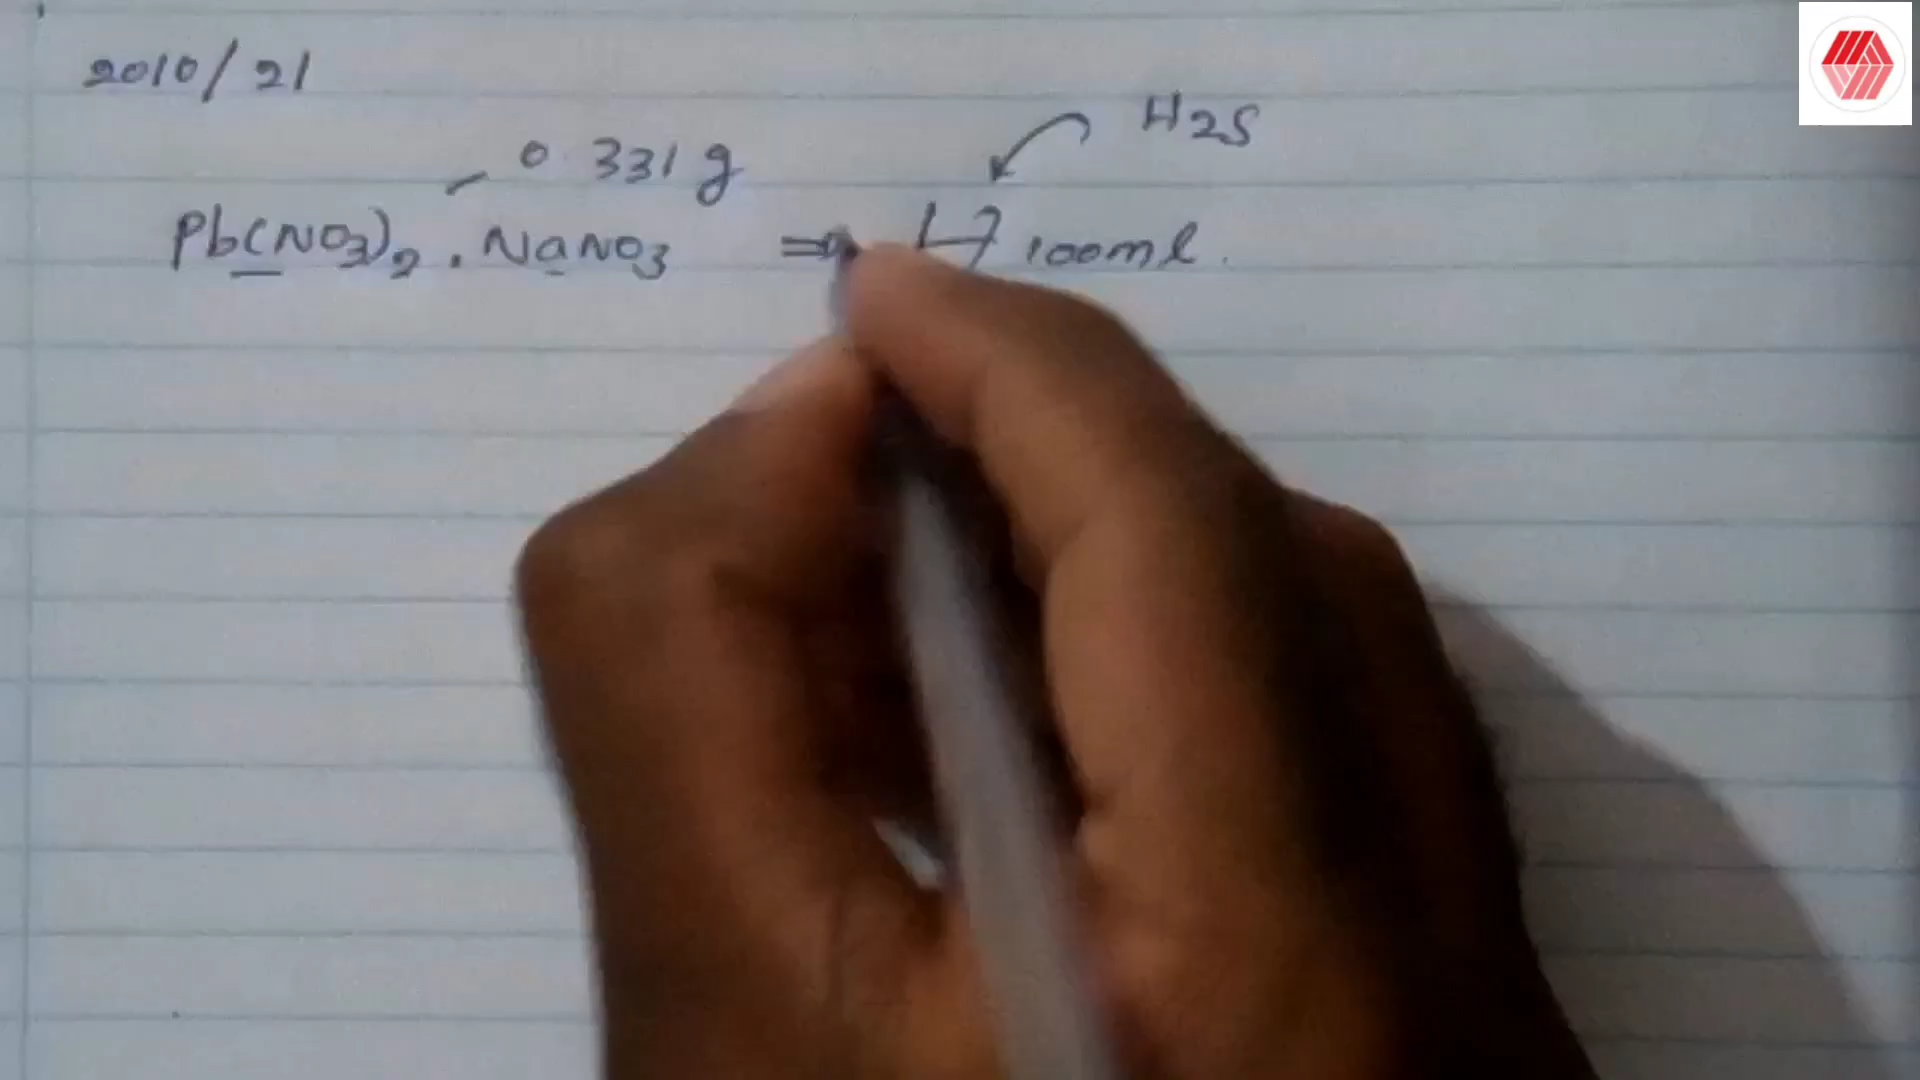 2010/21
H2S
0.331 g
Pb(NO3)2 . NaNO3 ⇒ 100ml.